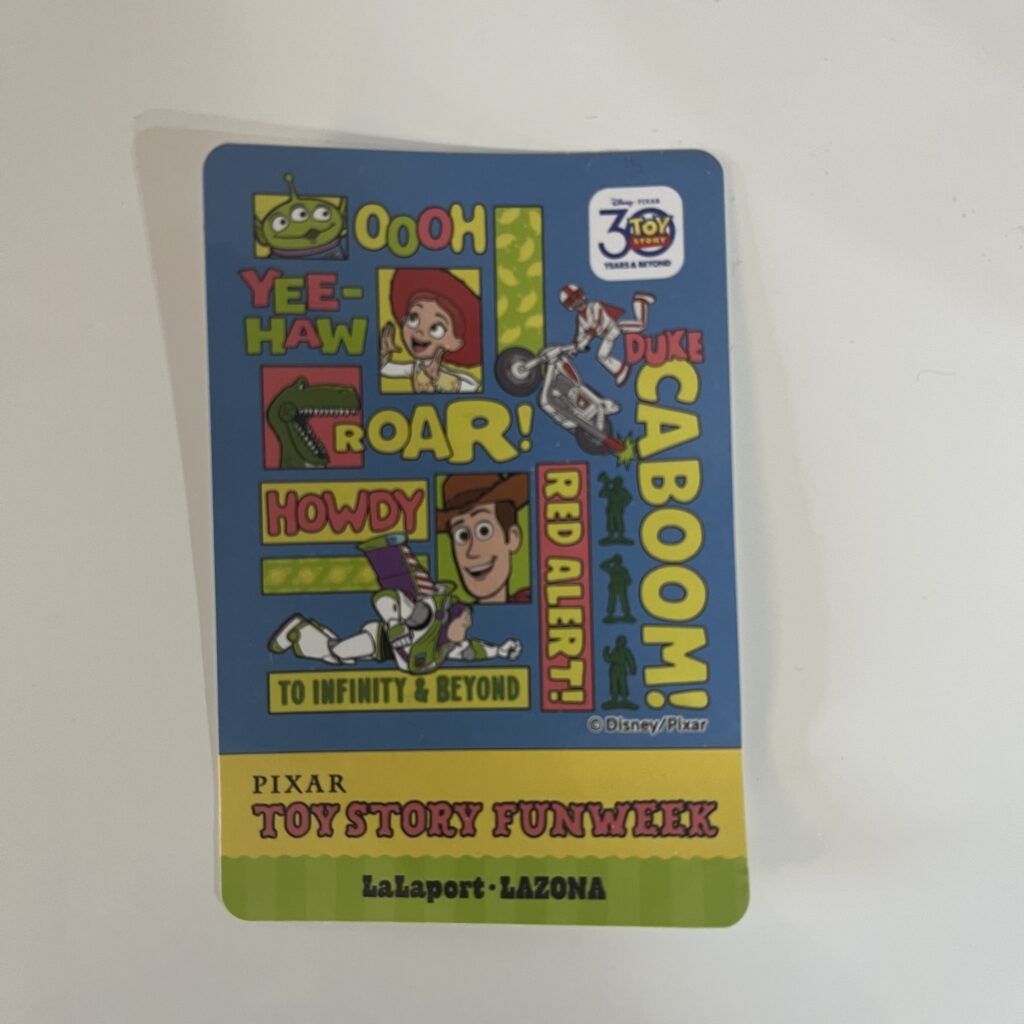 OOOH
Disney · PIXAR
30
TOY
STORY
YEARS & BEYOND
YEE-
HAW
DUKE
CABOOM!
ROAR!
HOWDY
RED ALERT!
TO INFINITY & BEYOND
© Disney/Pixar
PIXAR
TOY STORY FUNWEEK
LaLaport · LAZONA